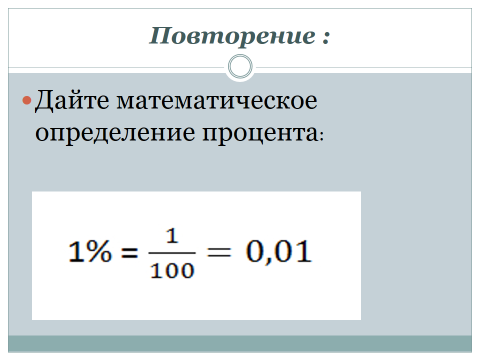 Повторение :
Дайте математическое
определение процента:
1% = 1/100 = 0,01